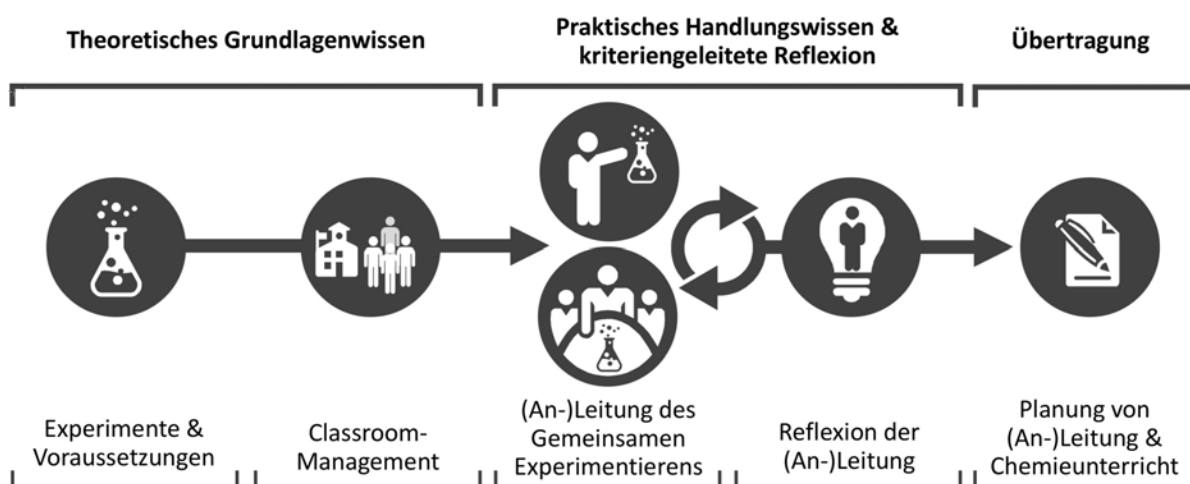 Theoretisches Grundlagenwissen
Praktisches Handlungswissen &
kriteriengeleitete Reflexion
Übertragung
Experimente &
Voraussetzungen
Classroom-
Management
(An-)Leitung des
Gemeinsamen
Experimentierens
Reflexion der
(An-)Leitung
Planung von
(An-)Leitung &
Chemieunterricht